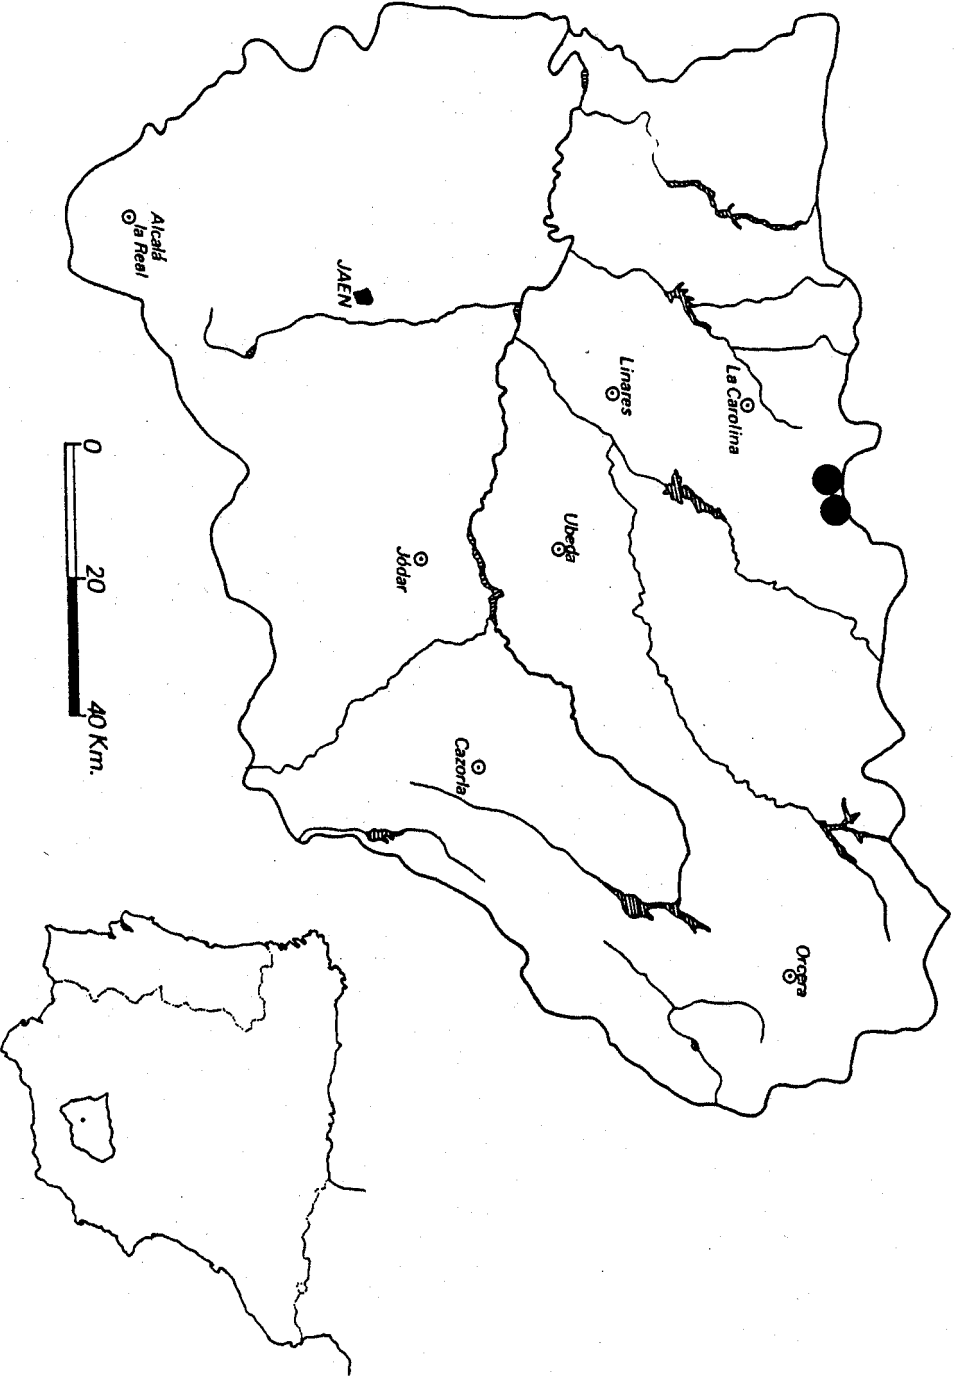 La Carolina
Linares
Orcera
Ubeda
JAEN
Jódar
Cazorla
Alcalá
la Real
0 20 40 Km.